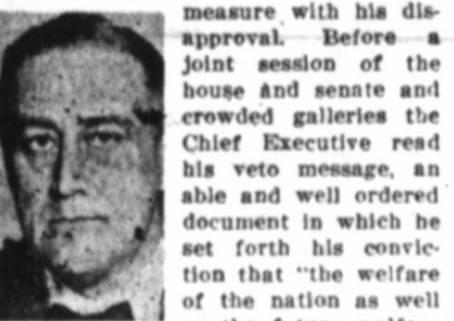 measure with his dis-
approval. Before a
joint session of the
house and senate and
crowded galleries the
Chief Executive read
his veto message, an
able and well ordered
document in which he
set forth his convic-
tion that "the welfare
of the nation as well